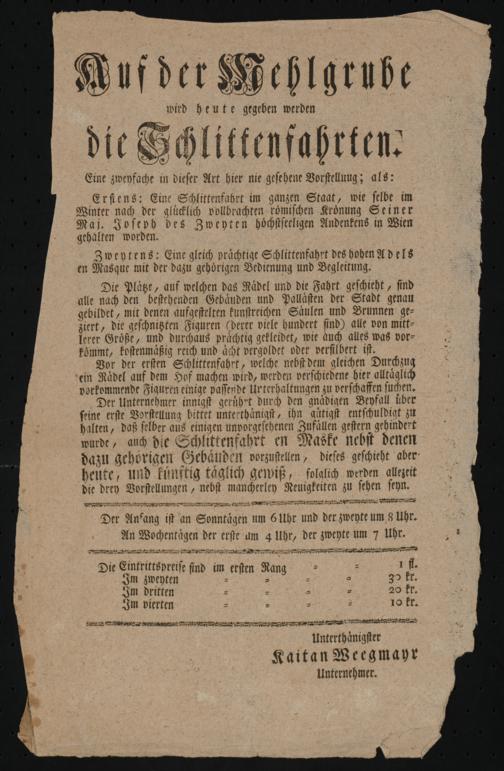 Auf der Mehlgrube
wird heute gegeben werden
die Schlittenfahrten.
Eine zweyfache in dieser Art hier nie gesehene Vorstellung; als:
Erstens: Eine Schlittenfahrt im ganzen Staat, wie selbe im
Winter nach der glücklich vollbrachten römischen Krönung Seiner
Maj. Joseph des Zweyten höchstseeligen Andenkens in Wien
gehalten worden.
Zweytens: Eine gleich prächtige Schlittenfahrt des hohen Adels
en Masque mit der dazu gehörigen Bedienung und Begleitung.
Die Plätze, auf welchen das Rädel und die Fahrt geschieht, sind
alle nach den bestehenden Gebäuden und Pallästen der Stadt genau
gebildet, mit denen aufgestelten kunstreichen Säulen und Brunnen ge-
ziert, die geschnitzten Figuren (derer viele hundert sind) alle von mitt-
lerer Größe, und durchaus prächtig gekleidet, wie auch alles was vor-
kömmt, kostenmäßig reich und ächt vergoldet oder versilbert ist.
Vor der ersten Schlittenfahrt, welche nebst dem gleichen Durchzug
ein Rädel auf dem Hof machen wird, werden verschiedene hier alltäglich
vorkommende Figuren einige passende Unterhaltungen zu verschaffen suchen.
Der Unternehmer innigst gerührt durch den gnädigen Beyfall über
seine erste Vorstellung bittet unterthänigst, ihn gütigst entschuldigt zu
halten, daß selber aus einigen unvorgesehenen Zufällen gestern gehindert
wurde, auch die Schlittenfahrt en Maske nebst denen
dazu gehörigen Gebäuden vorzustellen, dieses geschieht aber
heute, und künftig täglich gewiß, folglich werden allezeit
die drey Vorstellungen, nebst mancherley Neuigkeiten zu sehen seyn.
Der Anfang ist an Sonntägen um 6 Uhr und der zweyte um 8 Uhr.
An Wochentägen der erste um 4 Uhr, der zweyte um 7 Uhr.
Die Eintrittspreise sind im ersten Rang = = 1 fl.
Im zweyten = = = = 30 kr.
Im dritten = = = = 20 kr.
Im vierten = = = = 10 kr.
Unterthänigster
Kaitan Weegmayr
Unternehmer.